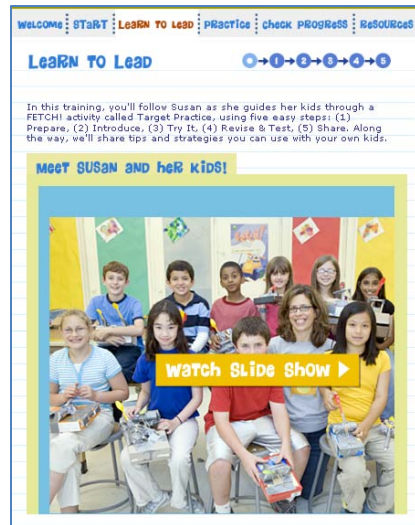 WELCOME START LEARN TO LEAD PRACTICE CHECK PROGRESS RESOURCES
LEARN TO LEAD
1 2 3 4 5
In this training, you'll follow Susan as she guides her kids through a
FETCH! activity called Target Practice, using five easy steps: (1)
Prepare, (2) Introduce, (3) Try It, (4) Revise & Test, (5) Share. Along
the way, we'll share tips and strategies you can use with your own kids.
MEET SUSAN AND HER KIDS!
WATCH SLIDE SHOW